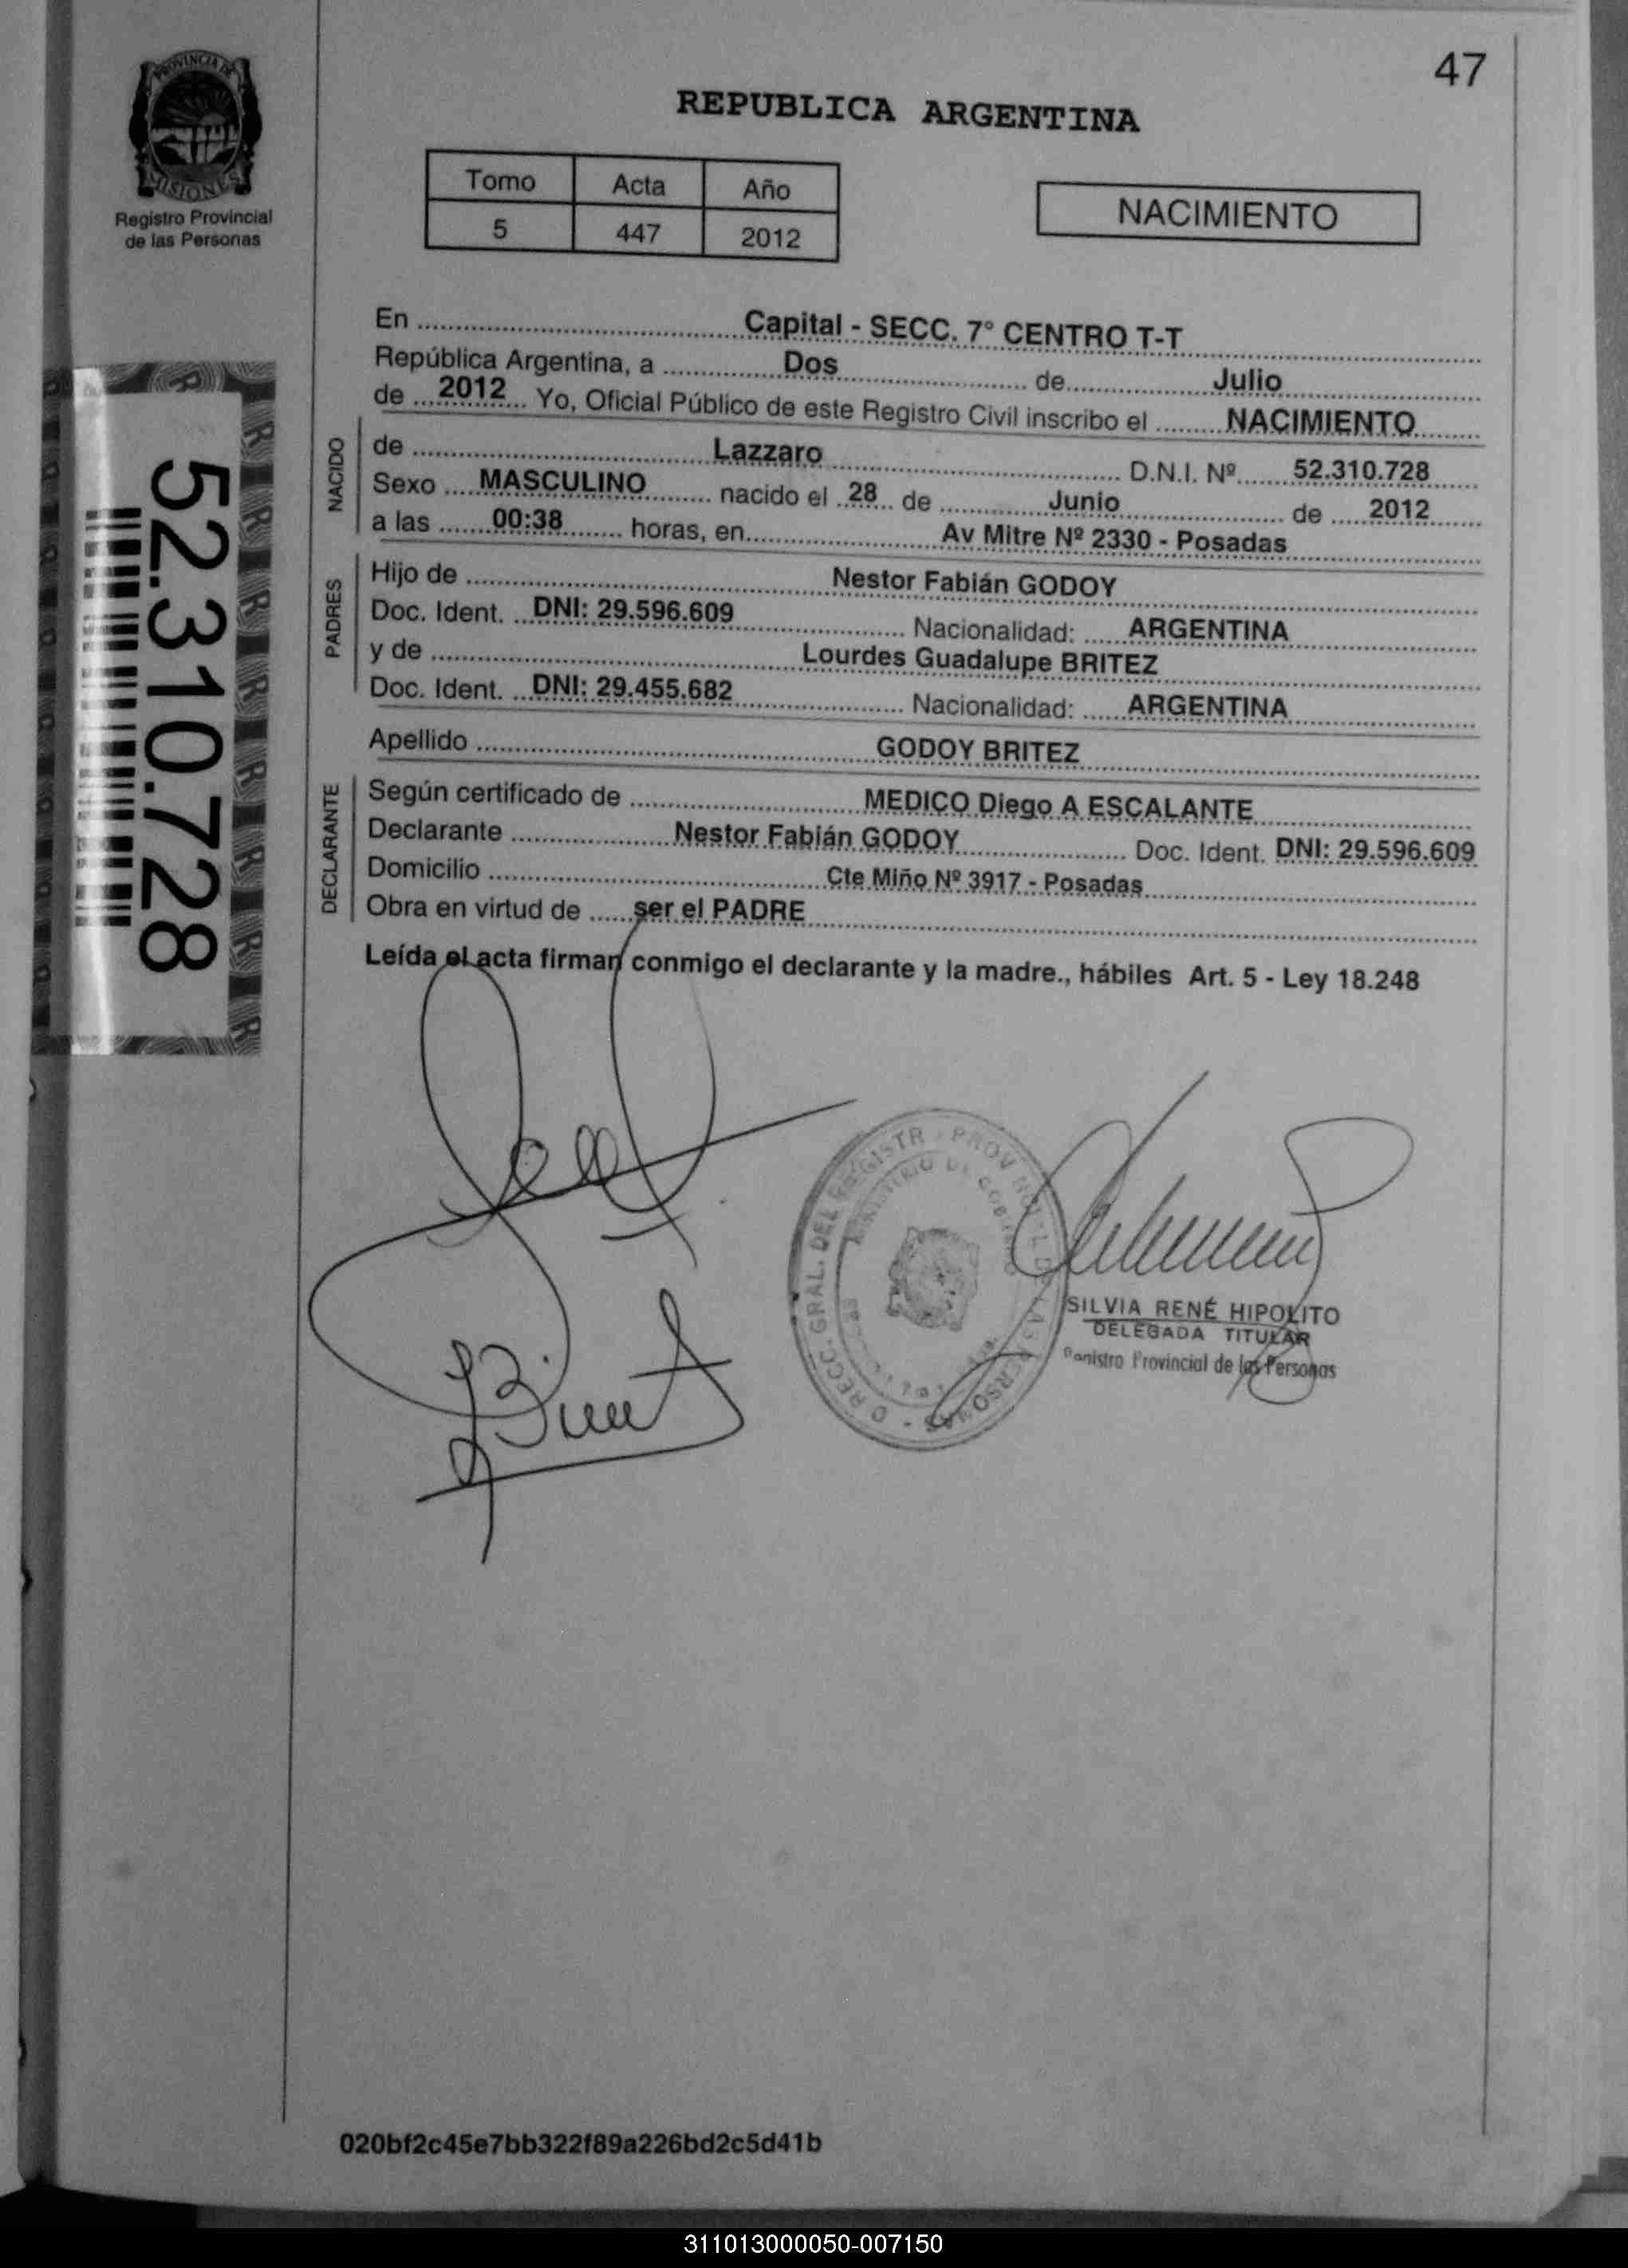 47
REPUBLICA ARGENTINA
PROVINCIA DE
MISIONES
Registro Provincial
de las Personas
Tomo Acta Año
5 447 2012
NACIMIENTO
En Capital - SECC. 7° CENTRO T-T
República Argentina, a Dos de Julio
de 2012 Yo, Oficial Público de este Registro Civil inscribo el NACIMIENTO
NACIDO
de Lazzaro D.N.I. Nº 52.310.728
Sexo MASCULINO nacido el 28 de Junio de 2012
a las 00:38 horas, en Av Mitre Nº 2330 - Posadas
PADRES
Hijo de Nestor Fabián GODOY
Doc. Ident. DNI: 29.596.609 Nacionalidad: ARGENTINA
y de Lourdes Guadalupe BRITEZ
Doc. Ident. DNI: 29.455.682 Nacionalidad: ARGENTINA
Apellido GODOY BRITEZ
DECLARANTE
Según certificado de MEDICO Diego A ESCALANTE
Declarante Nestor Fabián GODOY Doc. Ident. DNI: 29.596.609
Domicilio Cte Miño Nº 3917 - Posadas
Obra en virtud de ser el PADRE
Leída el acta firman conmigo el declarante y la madre., hábiles Art. 5 - Ley 18.248
52.310.728
SILVIA RENÉ HIPOLITO
DELEGADA TITULAR
Registro Provincial de las Personas
020bf2c45e7bb322f89a226bd2c5d41b
311013000050-007150